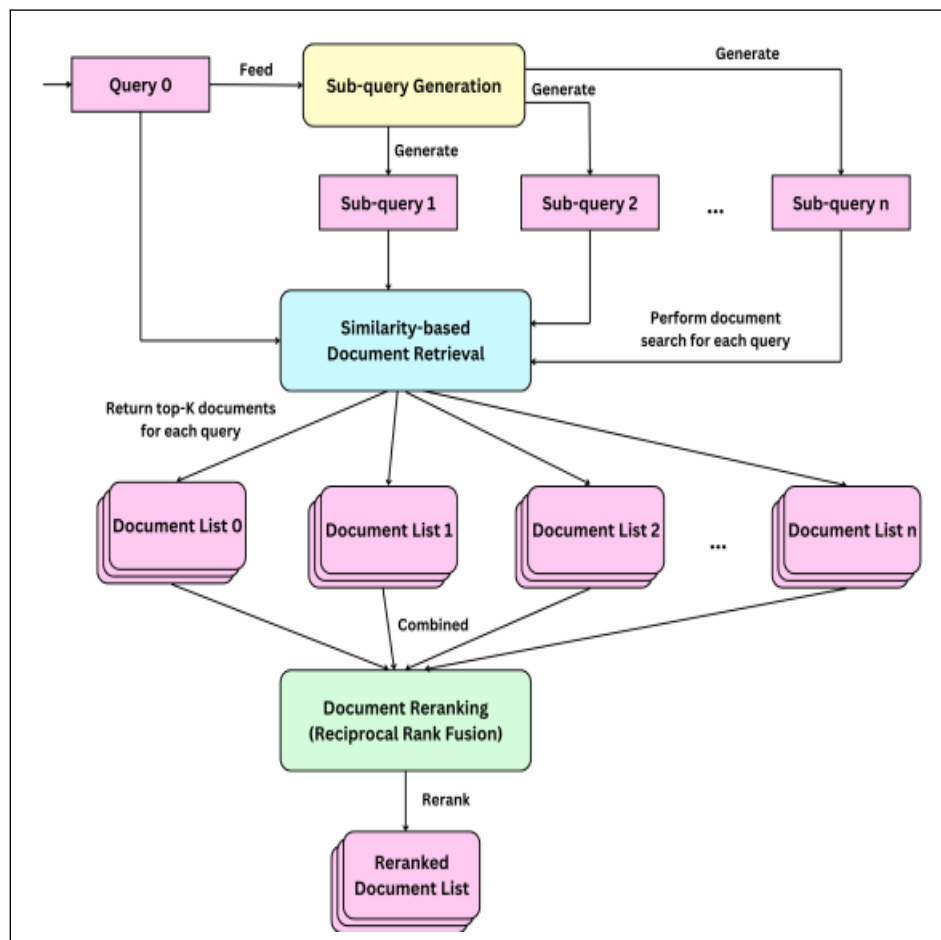 Generate
Query 0
Feed
Sub-query Generation
Generate
Generate
Sub-query 1
Sub-query 2
...
Sub-query n
Similarity-based
Document Retrieval
Perform document
search for each query
Return top-K documents
for each query
Document List 0
Document List 1
Document List 2
...
Document List n
Combined
Document Reranking
(Reciprocal Rank Fusion)
Rerank
Reranked
Document List